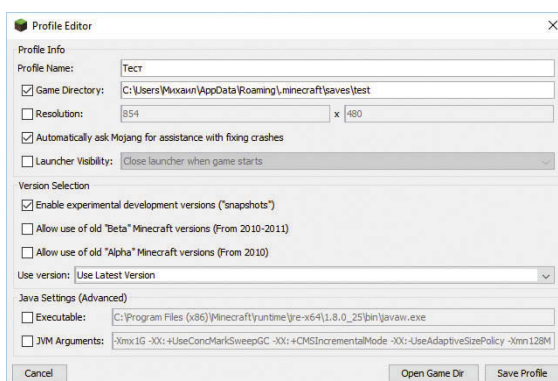 Profile Editor
Profile Info
Profile Name: Тест
Game Directory: C:\Users\Михаил\AppData\Roaming\.minecraft\saves\test
Resolution: 854 x 480
Automatically ask Mojang for assistance with fixing crashes
Launcher Visibility: Close launcher when game starts
Version Selection
Enable experimental development versions ("snapshots")
Allow use of old "Beta" Minecraft versions (From 2010-2011)
Allow use of old "Alpha" Minecraft versions (From 2010)
Use version: Use Latest Version
Java Settings (Advanced)
Executable: C:\Program Files (x86)\Minecraft\runtime\jre-x64\1.8.0_25\bin\javaw.exe
JVM Arguments: -Xmx1G -XX:+UseConcMarkSweepGC -XX:+CMSIncrementalMode -XX:-UseAdaptiveSizePolicy -Xmn128M
Cancel Open Game Dir Save Profile